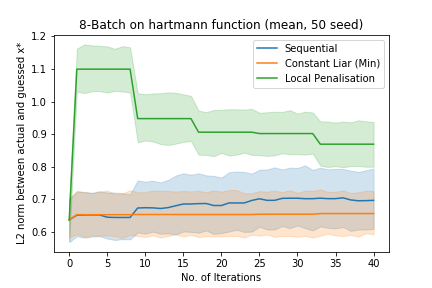 8-Batch on hartmann function (mean, 50 seed)
L2 norm between actual and guessed x*
1.2
1.1
1.0
0.9
0.8
0.7
0.6
Sequential
Constant Liar (Min)
Local Penalisation
0 5 10 15 20 25 30 35 40
No. of Iterations